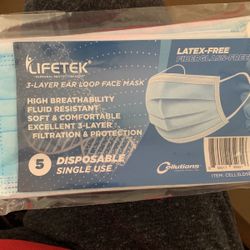 LIFETEK
3-LAYER EAR LOOP FACE MASK
LATEX-FREE
FIBERGLASS-FREE
HIGH BREATHABILITY
FLUID RESISTANT
SOFT & COMFORTABLE
EXCELLENT 3-LAYER
FILTRATION & PROTECTION
5 DISPOSABLE
SINGLE USE
Cellutions
ITEM: